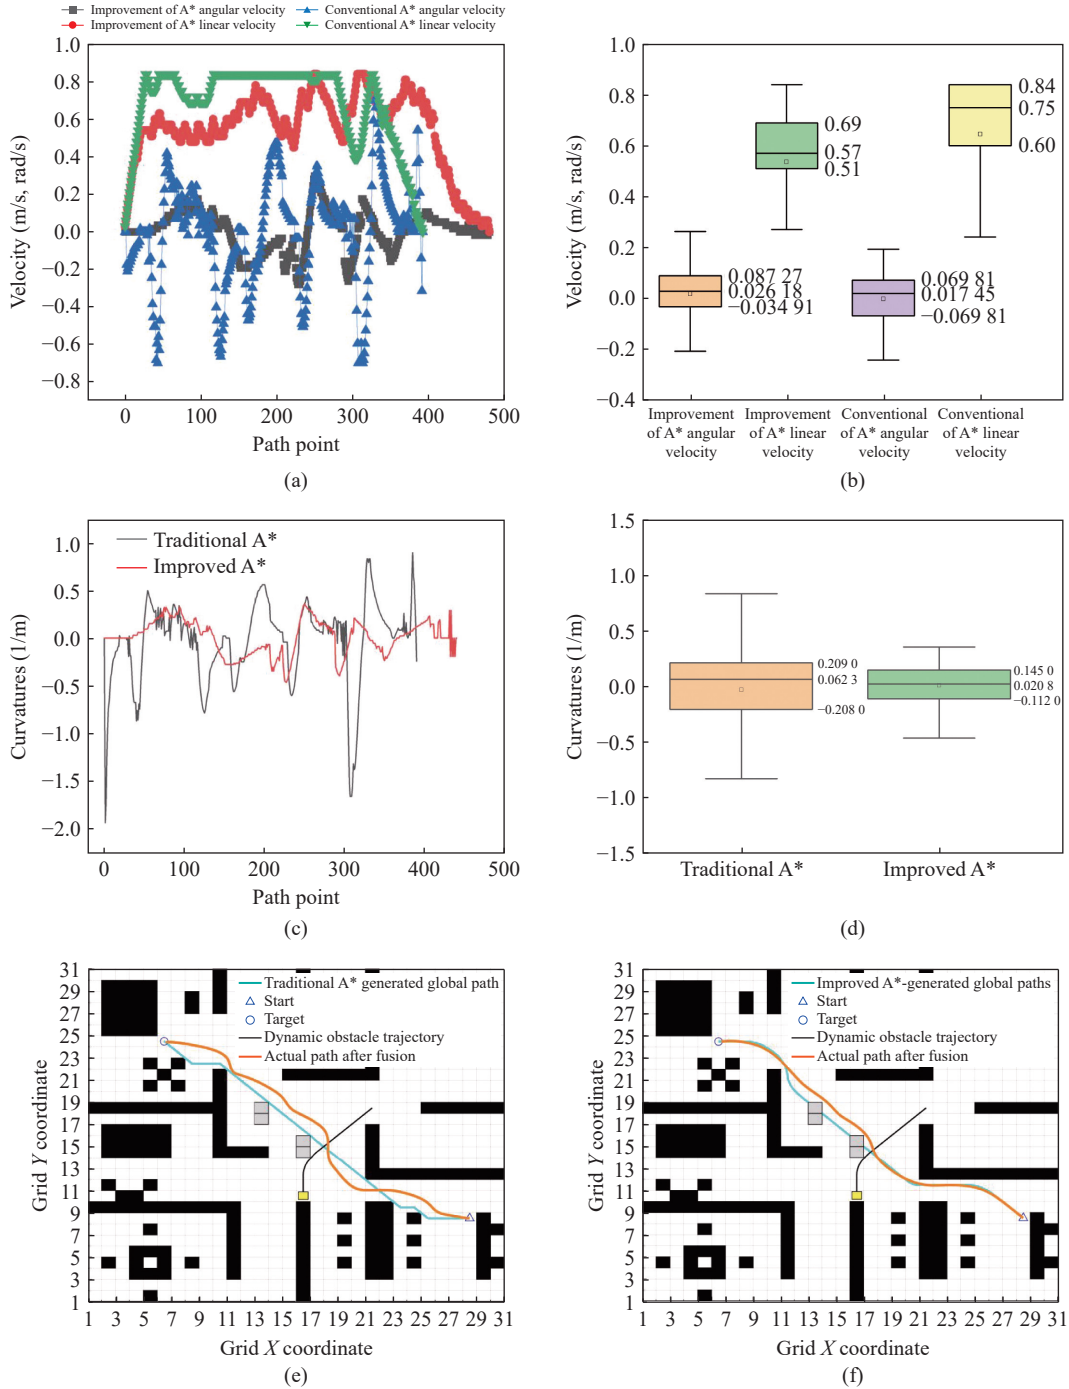 Improvement of A* angular velocity
Conventional A* angular velocity
Improvement of A* linear velocity
Conventional A* linear velocity
1.0
0.8
0.6
0.4
0.2
0.0
−0.2
−0.4
−0.6
−0.8
Velocity (m/s, rad/s)
0 100 200 300 400 500
Path point
(a)
1.0
0.8
0.6
0.4
0.2
0.0
−0.2
−0.4
Velocity (m/s, rad/s)
0.087 27
0.026 18
−0.034 91
0.69
0.57
0.51
0.069 81
0.017 45
−0.069 81
0.84
0.75
0.60
Improvement
of A* angular
velocity
Improvement
of A* linear
velocity
Conventional
of A* angular
velocity
Conventional
of A* linear
velocity
(b)
Traditional A*
Improved A*
1.0
0.5
0.0
−0.5
−1.0
−1.5
−2.0
Curvatures (1/m)
0 100 200 300 400 500
Path point
(c)
1.5
1.0
0.5
0.0
−0.5
−1.0
−1.5
Curvatures (1/m)
0.209 0
0.062 3
−0.208 0
0.145 0
0.020 8
−0.112 0
Traditional A*
Improved A*
(d)
Traditional A* generated global path
Start
Target
Dynamic obstacle trajectory
Actual path after fusion
31
29
27
25
23
21
19
17
15
13
11
9
7
5
3
1
Grid Y coordinate
1 3 5 7 9 11 13 15 17 19 21 23 25 27 29 31
Grid X coordinate
(e)
Improved A*-generated global paths
Start
Target
Dynamic obstacle trajectory
Actual path after fusion
31
29
27
25
23
21
19
17
15
13
11
9
7
5
3
1
Grid Y coordinate
1 3 5 7 9 11 13 15 17 19 21 23 25 27 29 31
Grid X coordinate
(f)